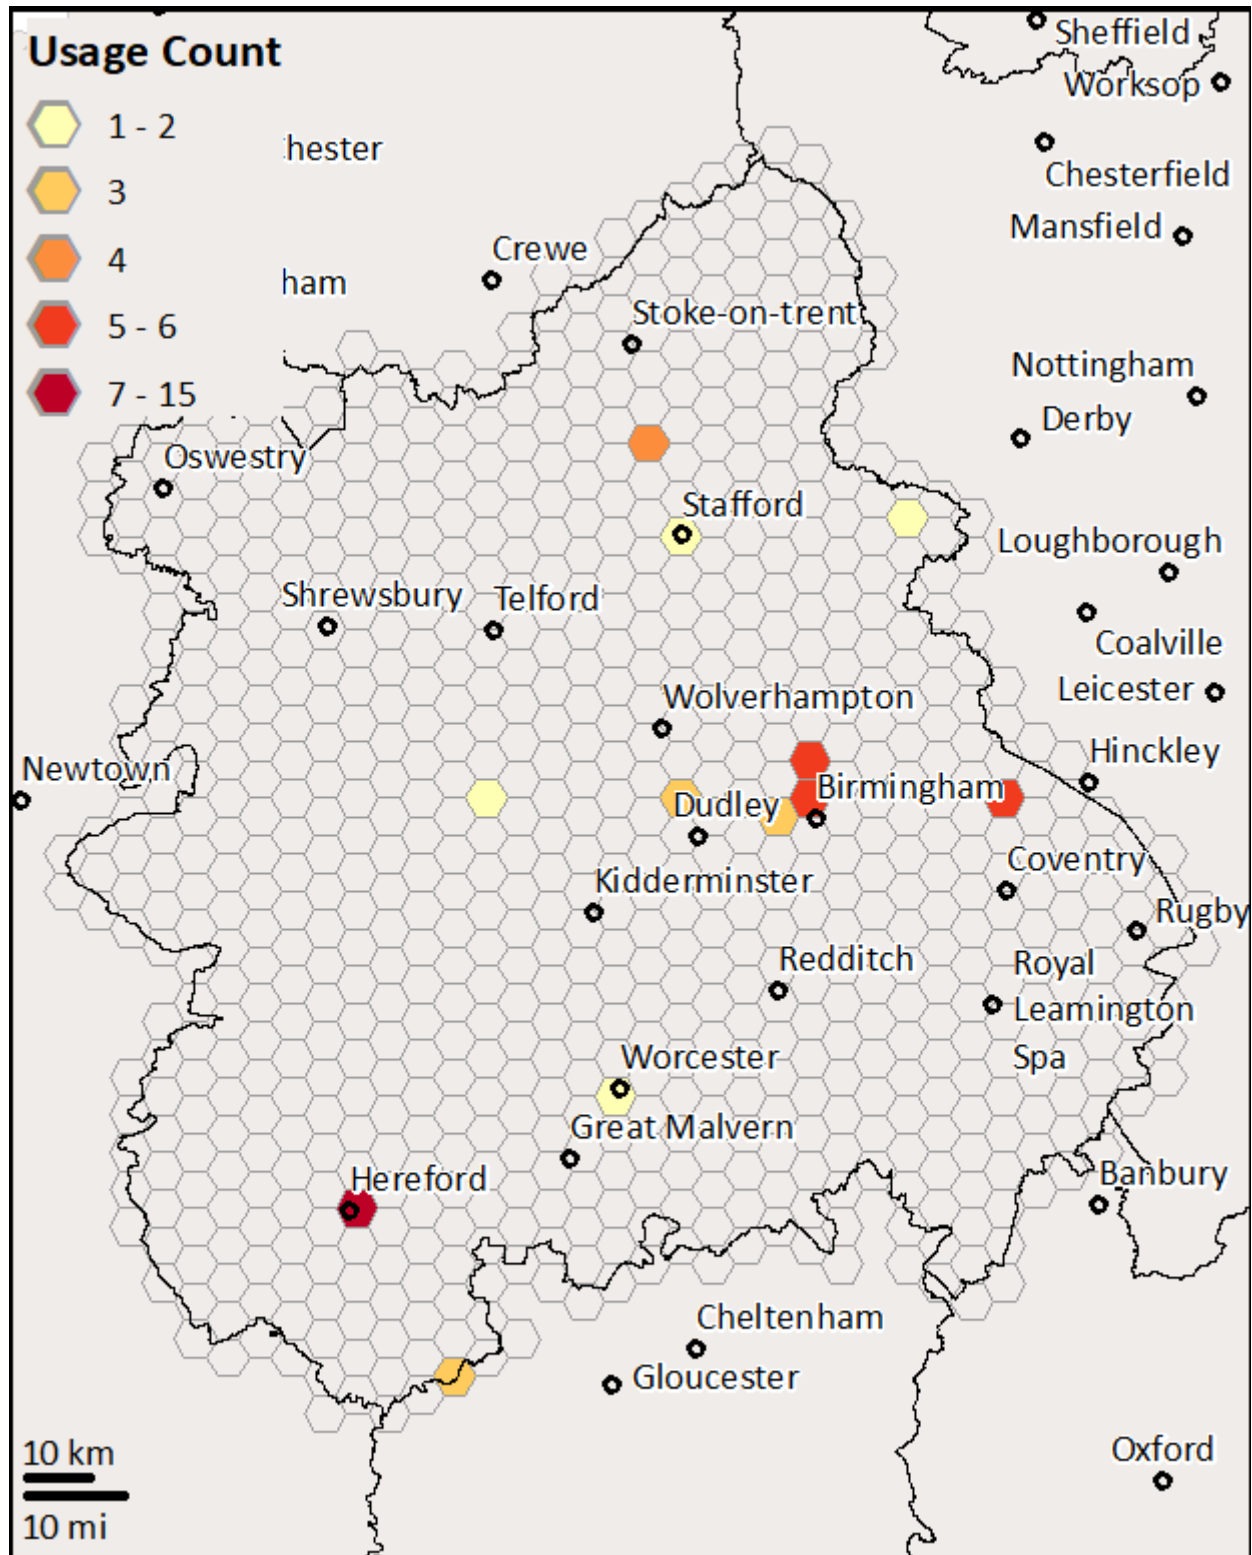 Usage Count
1 - 2
3
4
5 - 6
7 - 15
Sheffield
Worksop
hester
Chesterfield
Mansfield
Crewe
ham
Stoke-on-trent
Nottingham
Derby
Oswestry
Stafford
Loughborough
Shrewsbury
Telford
Coalville
Leicester
Wolverhampton
Hinckley
Newtown
Birmingham
Dudley
Coventry
Kidderminster
Rugby
Redditch
Royal
Leamington
Spa
Worcester
Great Malvern
Hereford
Banbury
Cheltenham
Gloucester
Oxford
10 km
10 mi